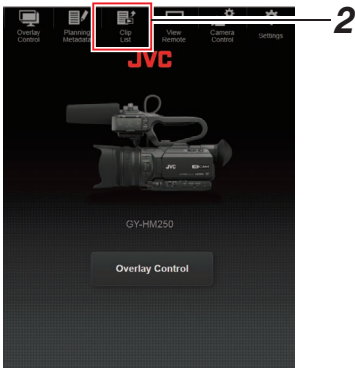 2
Overlay Control
Planning Metadata
Clip List
View Remote
Camera Control
Settings
JVC
JVC
GY-HM250
Overlay Control